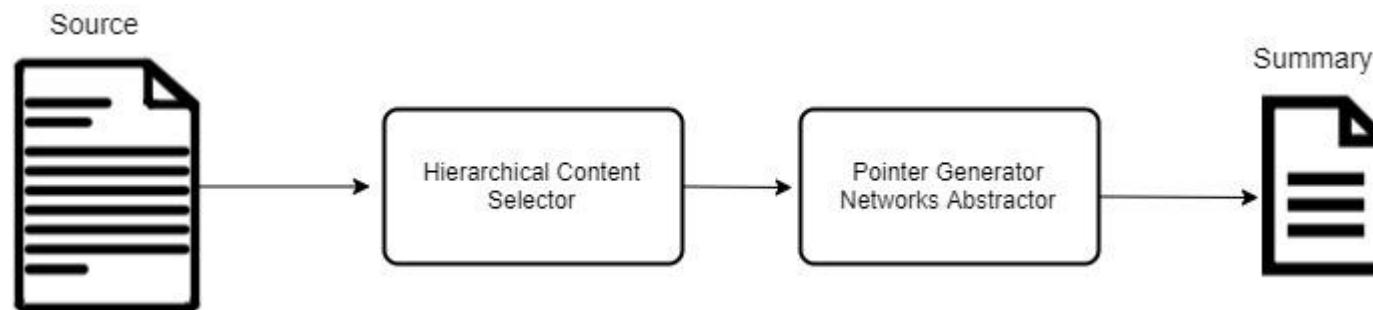 Source
Summary
Hierarchical Content
Selector
Pointer Generator
Networks Abstractor